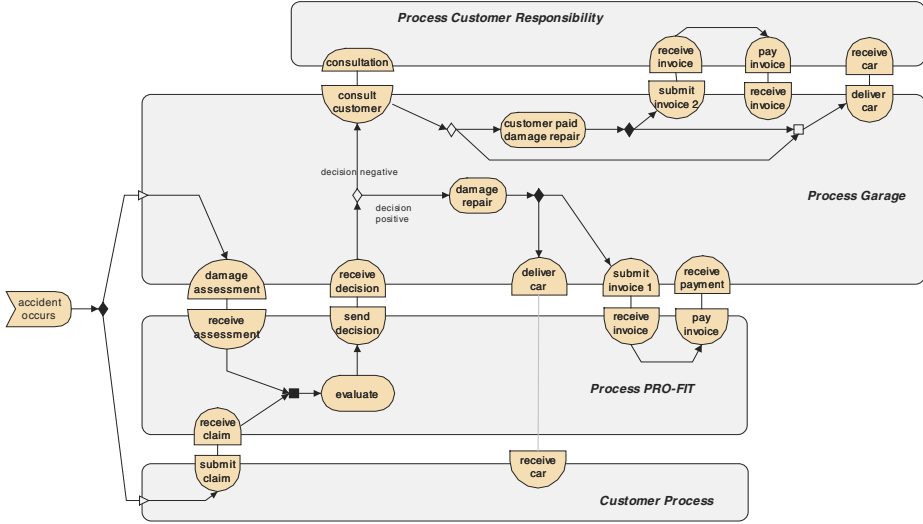 Process Customer Responsibility
consultation
receive
invoice
pay
invoice
receive
car
consult
customer
submit
invoice 2
receive
invoice
deliver
car
customer paid
damage repair
decision negative
damage
repair
decision
positive
Process Garage
damage
assessment
receive
decision
deliver
car
submit
invoice 1
receive
payment
accident
occurs
receive
assessment
send
decision
receive
invoice
pay
invoice
evaluate
Process PRO-FIT
receive
claim
submit
claim
receive
car
Customer Process